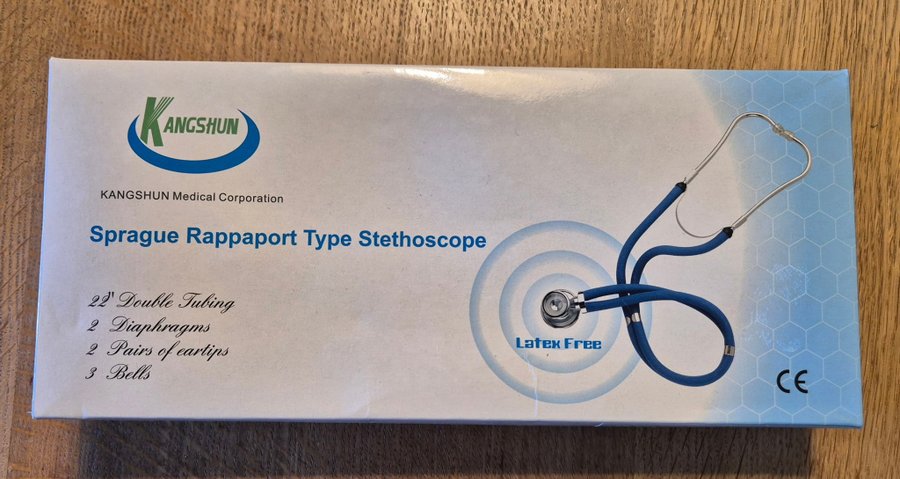 KANGSHUN
KANGSHUN Medical Corporation
Sprague Rappaport Type Stethoscope
22" Double Tubing
2 Diaphragms
2 Pairs of eartips
3 Bells
Latex Free
CE